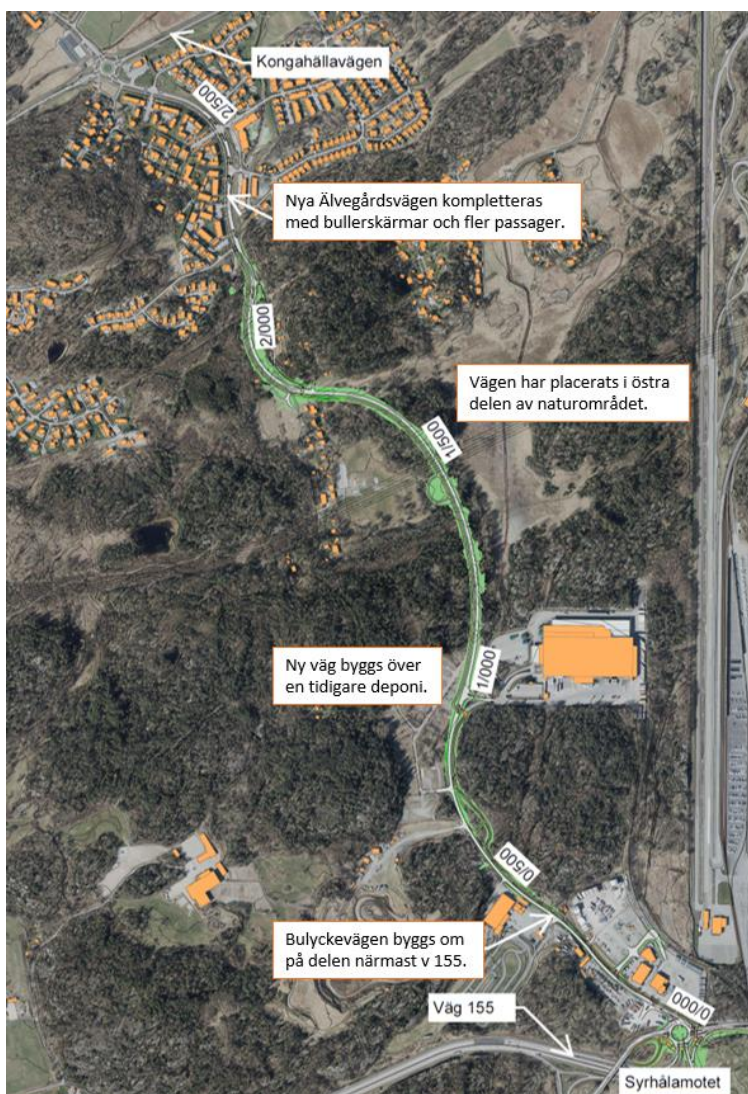 Kongahällavägen
2/500
Nya Älvegårdsvägen kompletteras
med bullerskärmar och fler passager.
2/000
Vägen har placerats i östra
delen av naturområdet.
1/500
Ny väg byggs över
en tidigare deponi.
1/000
0/500
Bulyckevägen byggs om
på delen närmast v 155.
0/000
Väg 155
Syrhålamotet